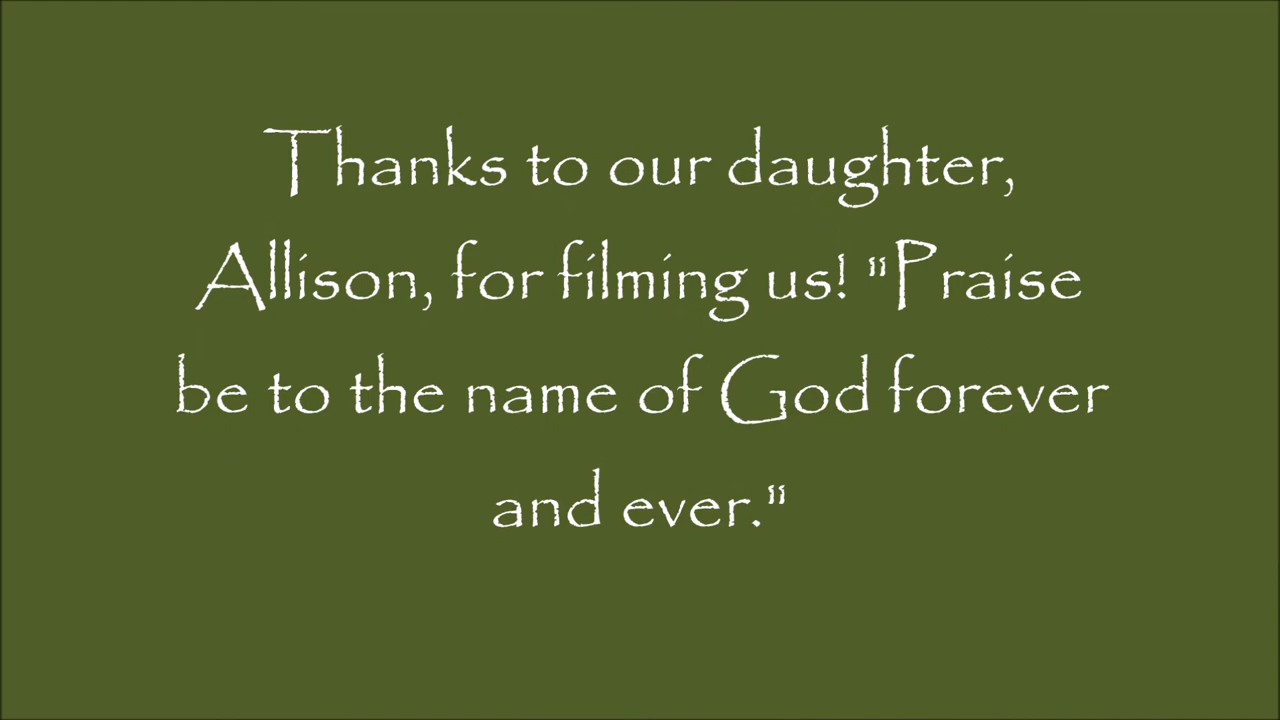 Thanks to our daughter,
Allison, for filming us! "Praise
be to the name of God forever
and ever."